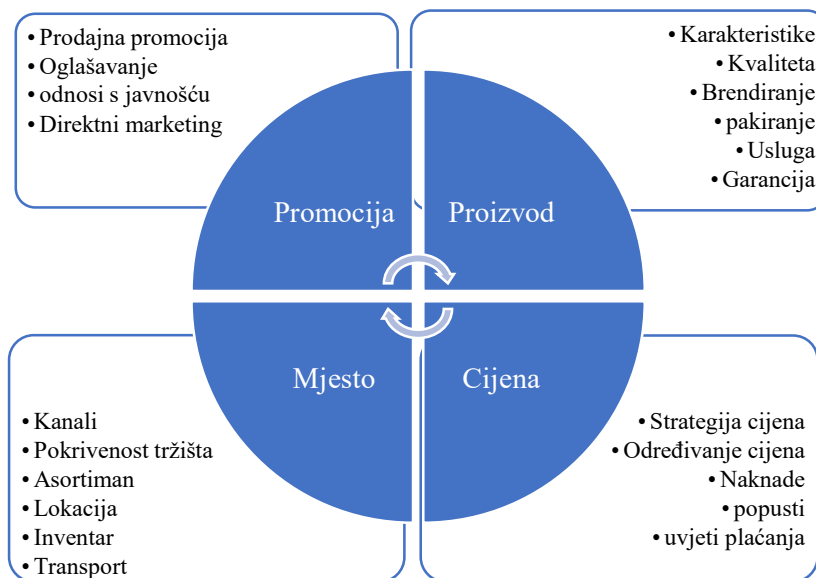 • Prodajna promocija
• Oglašavanje
• odnosi s javnošću
• Direktni marketing
• Karakteristike
• Kvaliteta
• Brendiranje
• pakiranje
• Usluga
• Garancija
Promocija
Proizvod
Mjesto
Cijena
• Kanali
• Pokrivenost tržišta
• Asortiman
• Lokacija
• Inventar
• Transport
• Strategija cijena
• Određivanje cijena
• Naknade
• popusti
• uvjeti plaćanja